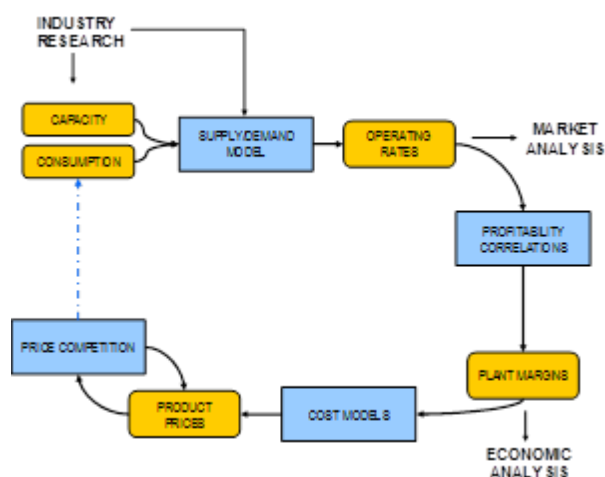 INDUSTRY
RESEARCH
CAPACITY
CONSUMPTION
SUPPLY/DEMAND
MODEL
OPERATING
RATES
MARKET
ANALYSIS
PROFITABILITY
CORRELATIONS
PRICE COMPETITION
PRODUCT
PRICES
COST MODELS
PLANT MARGINS
ECONOMIC
ANALYSIS